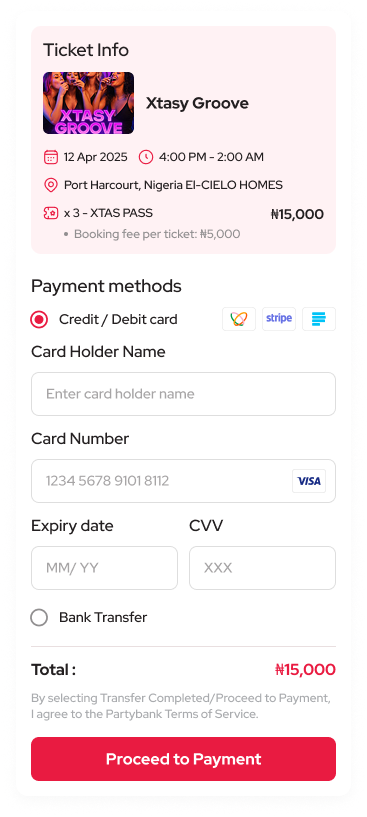 Ticket Info
XTASY
GROOVE
Xtasy Groove
12 Apr 2025 4:00 PM - 2:00 AM
Port Harcourt, Nigeria EI-CIELO HOMES
x 3 - XTAS PASS ₦15,000
• Booking fee per ticket: ₦5,000
Payment methods
Credit / Debit card stripe
Card Holder Name
Enter card holder name
Card Number
1234 5678 9101 8112 VISA
Expiry date CVV
MM/ YY XXX
Bank Transfer
Total : ₦15,000
By selecting Transfer Completed/Proceed to Payment,
I agree to the Partybank Terms of Service.
Proceed to Payment